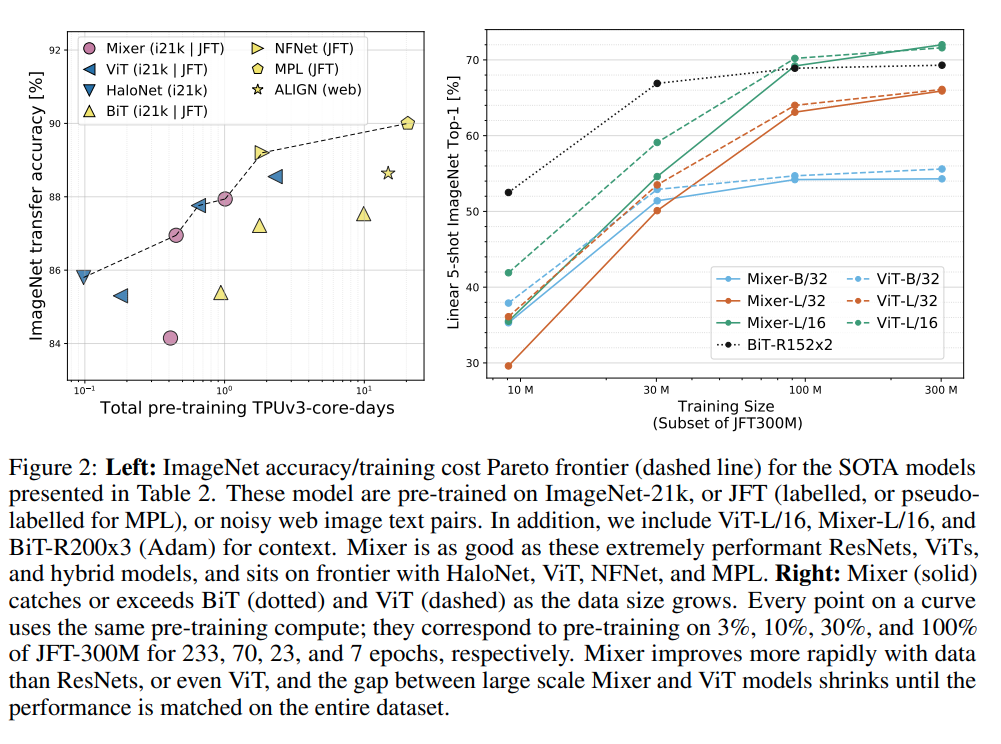 ImageNet transfer accuracy [%]
92
90
88
86
84
Mixer (i21k | JFT)
ViT (i21k | JFT)
HaloNet (i21k)
BiT (i21k | JFT)
NFNet (JFT)
MPL (JFT)
ALIGN (web)
10⁻¹
10⁰
10¹
Total pre-training TPUv3-core-days
Linear 5-shot ImageNet Top-1 [%]
70
60
50
40
30
Mixer-B/32
Mixer-L/32
Mixer-L/16
BiT-R152x2
ViT-B/32
ViT-L/32
ViT-L/16
10 M
30 M
100 M
300 M
Training Size
(Subset of JFT300M)
Figure 2: Left: ImageNet accuracy/training cost Pareto frontier (dashed line) for the SOTA models
presented in Table 2. These model are pre-trained on ImageNet-21k, or JFT (labelled, or pseudo-
labelled for MPL), or noisy web image text pairs. In addition, we include ViT-L/16, Mixer-L/16, and
BiT-R200x3 (Adam) for context. Mixer is as good as these extremely performant ResNets, ViTs,
and hybrid models, and sits on frontier with HaloNet, ViT, NFNet, and MPL. Right: Mixer (solid)
catches or exceeds BiT (dotted) and ViT (dashed) as the data size grows. Every point on a curve
uses the same pre-training compute; they correspond to pre-training on 3%, 10%, 30%, and 100%
of JFT-300M for 233, 70, 23, and 7 epochs, respectively. Mixer improves more rapidly with data
than ResNets, or even ViT, and the gap between large scale Mixer and ViT models shrinks until the
performance is matched on the entire dataset.